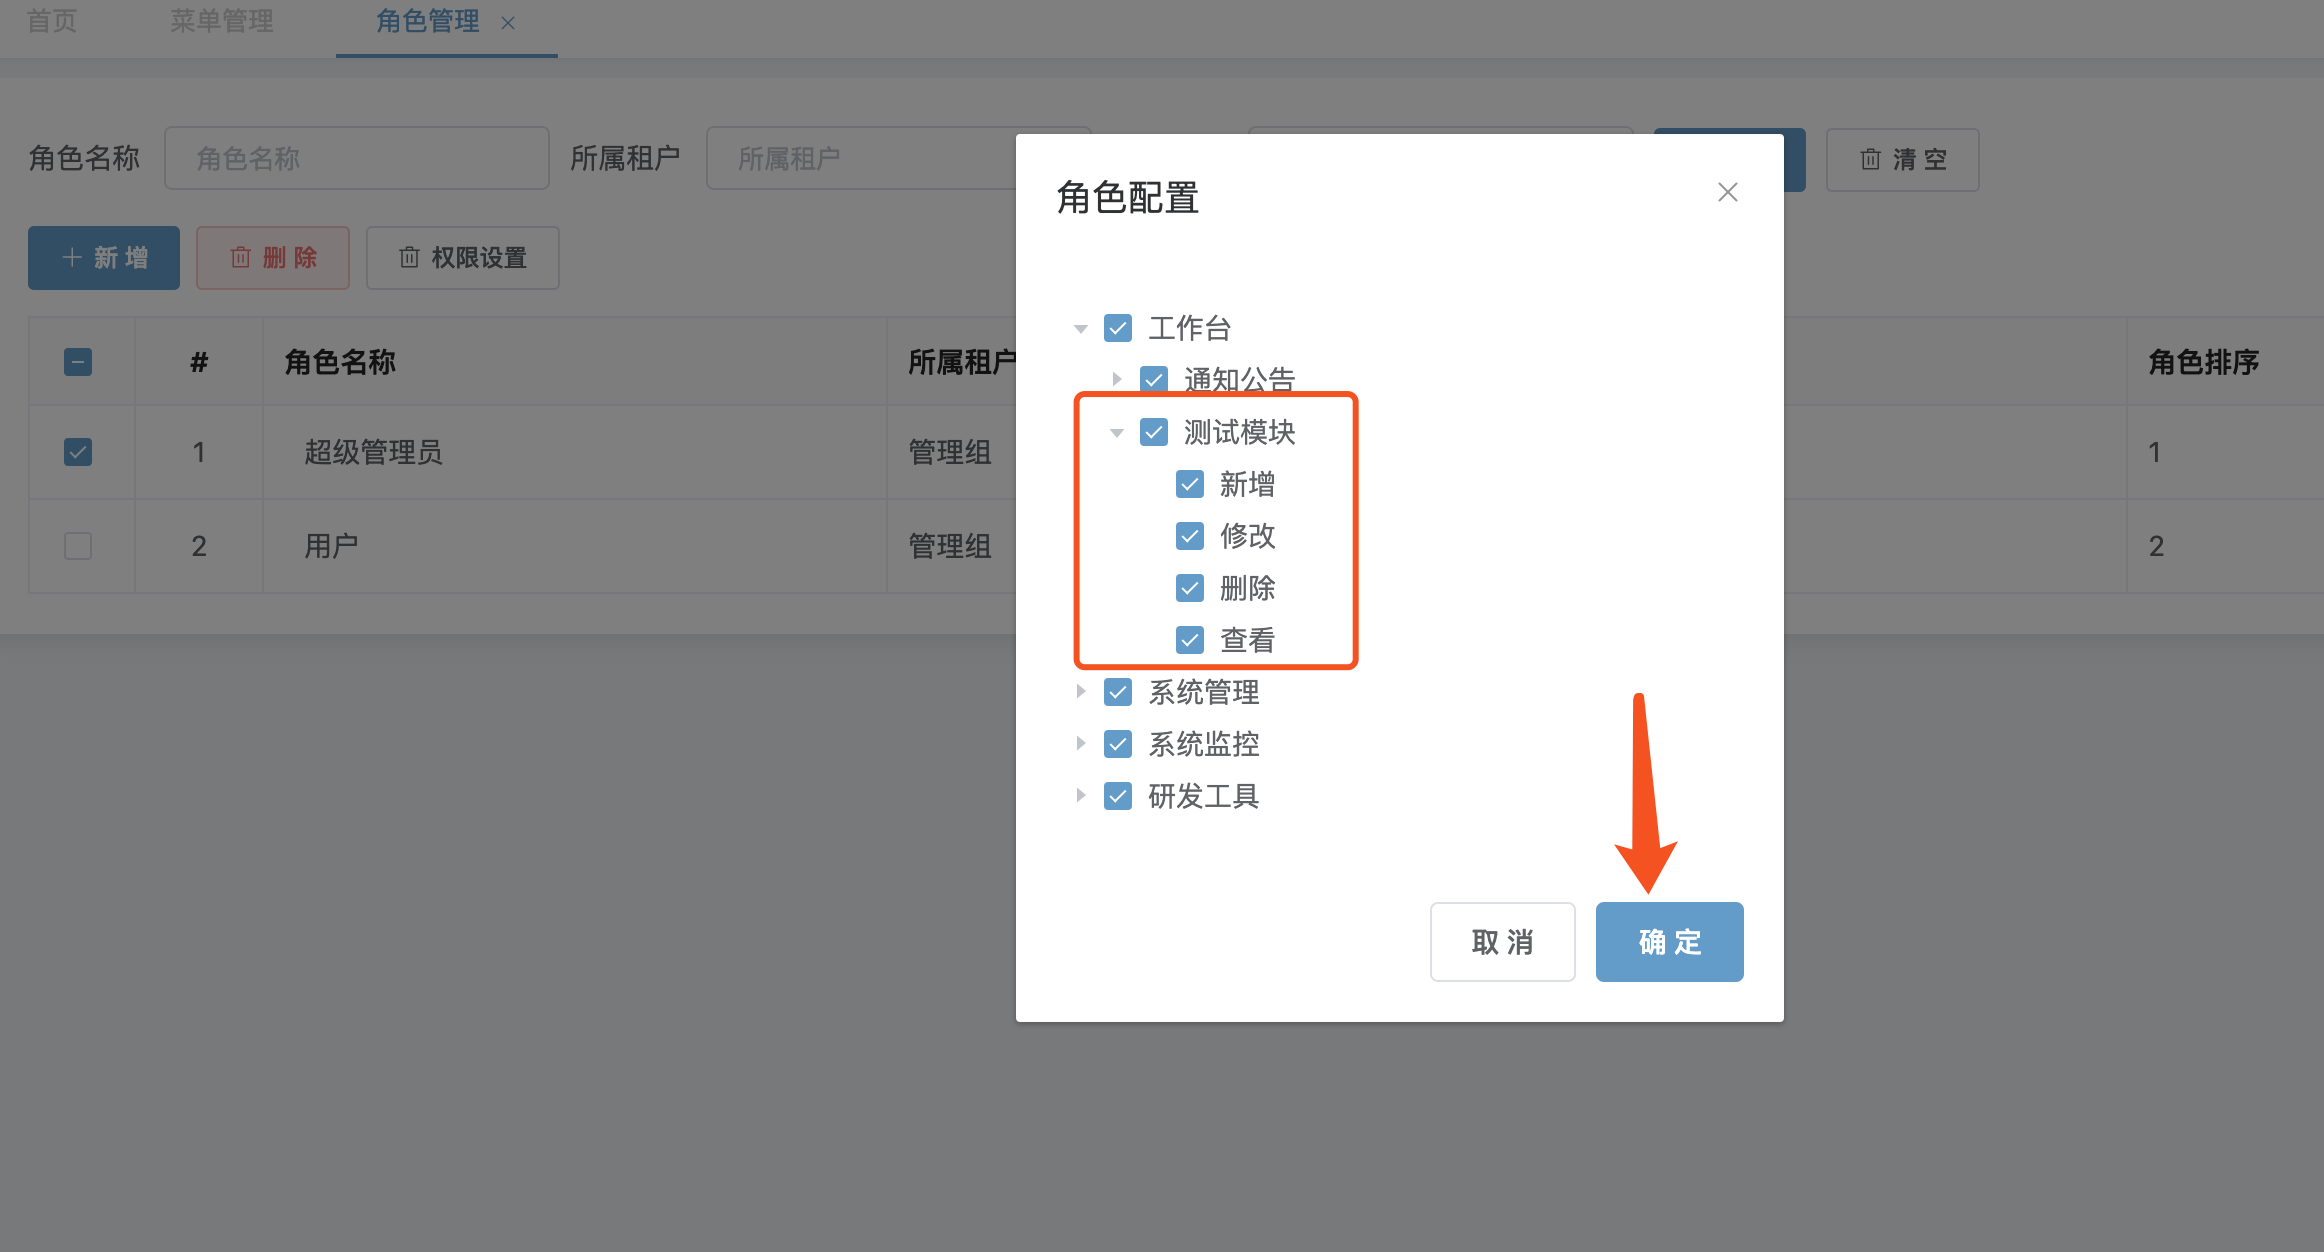 首页 菜单管理 角色管理
角色名称 角色名称 所属租户 所属租户 清 空
新 增 删 除 权限设置
# 角色名称 所属租户 角色排序
1 超级管理员 管理组 1
2 用户 管理组 2
角色配置
工作台
通知公告
测试模块
新增
修改
删除
查看
系统管理
系统监控
研发工具
取 消 确 定